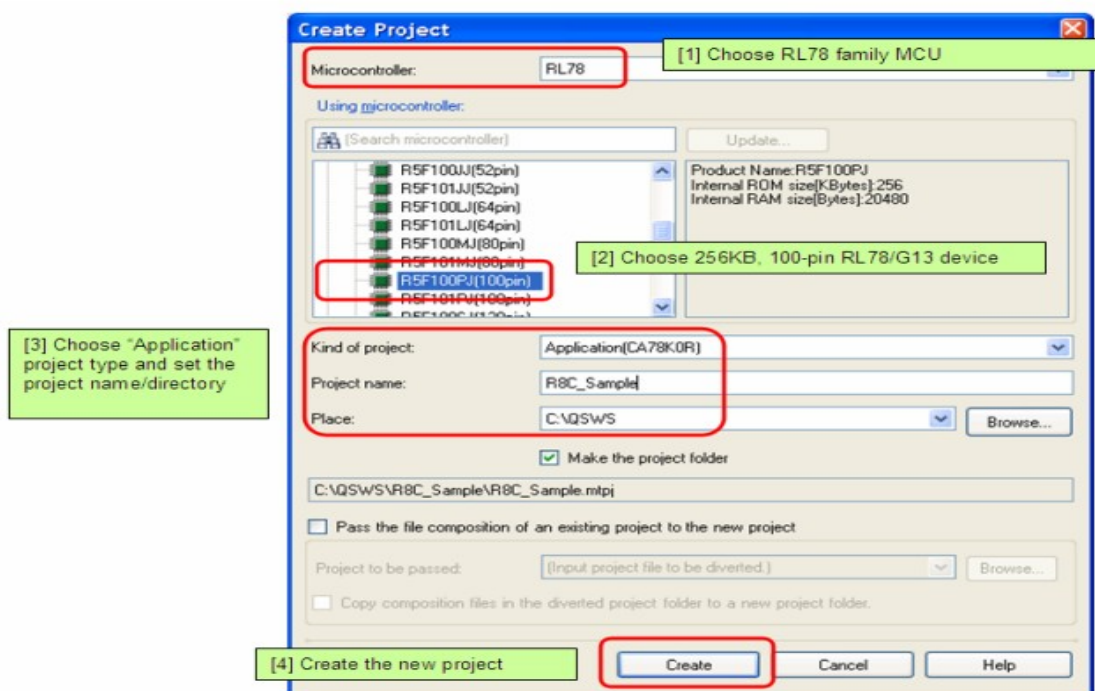 Create Project
[1] Choose RL78 family MCU
Microcontroller: RL78
Using microcontroller:
(Search microcontroller) Update...
R5F100JJ(52pin)
R5F101JJ(52pin)
R5F100LJ(64pin)
R5F101LJ(64pin)
R5F100MJ(80pin)
R5F101MJ(80pin)
R5F100PJ(100pin)
R5F101PJ(100pin)
R5F100SJ(128pin)
Product Name:R5F100PJ
Internal ROM size[KBytes]:256
Internal RAM size[Bytes]:20480
[2] Choose 256KB, 100-pin RL78/G13 device
[3] Choose "Application"
project type and set the
project name/directory
Kind of project: Application(CA78K0R)
Project name: R8C_Sample
Place: C:\QSWS Browse...
Make the project folder
C:\QSWS\R8C_Sample\R8C_Sample.mtpj
Pass the file composition of an existing project to the new project
Project to be passed: (Input project file to be diverted.) Browse...
Copy composition files in the diverted project folder to a new project folder.
[4] Create the new project
Create Cancel Help